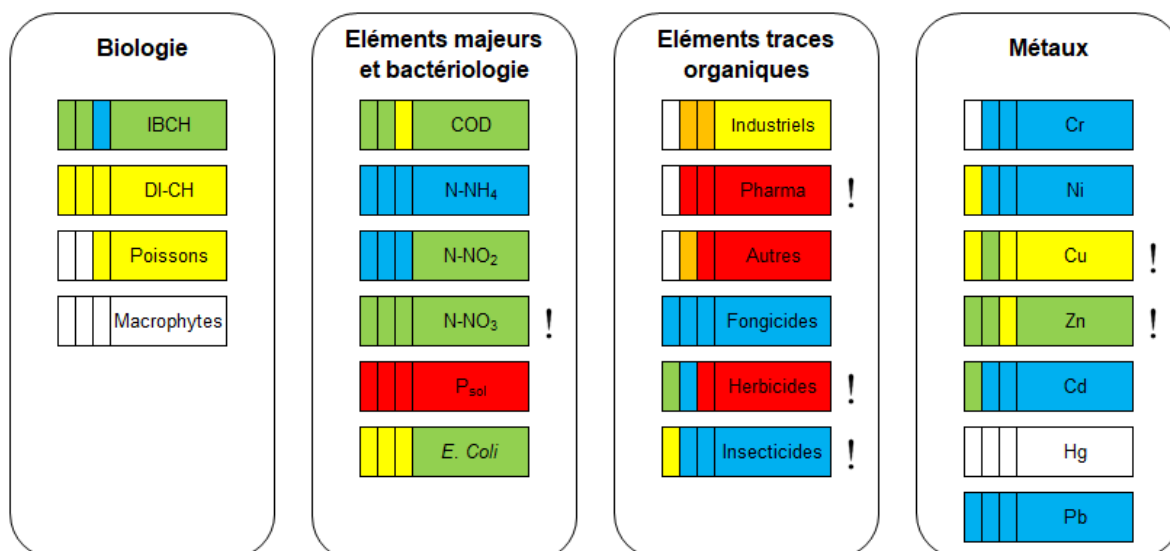 Biologie
IBCH
DI-CH
Poissons
Macrophytes
Eléments majeurs
et bactériologie
COD
N-NH₄
N-NO₂
N-NO₃ !
Pₛₒₗ
E. Coli
Eléments traces
organiques
Industriels
Pharma !
Autres
Fongicides
Herbicides !
Insecticides !
Métaux
Cr
Ni
Cu !
Zn !
Cd
Hg
Pb